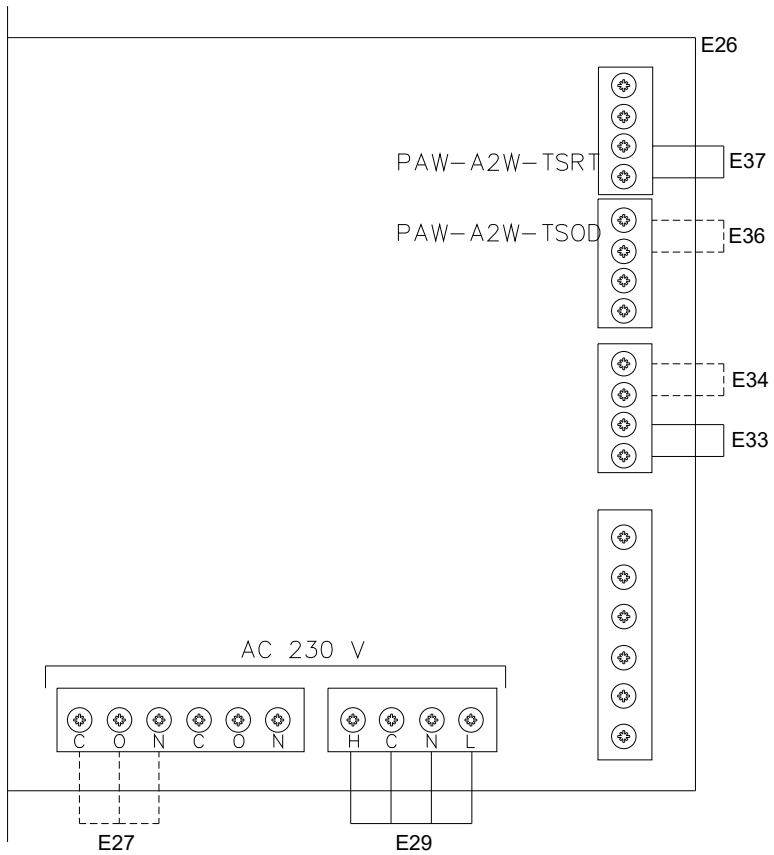 E26
PAW-A2W-TSRT
E37
PAW-A2W-TSOD
E36
E34
E33
AC 230 V
C O N C O N
H C N L
E27
E29